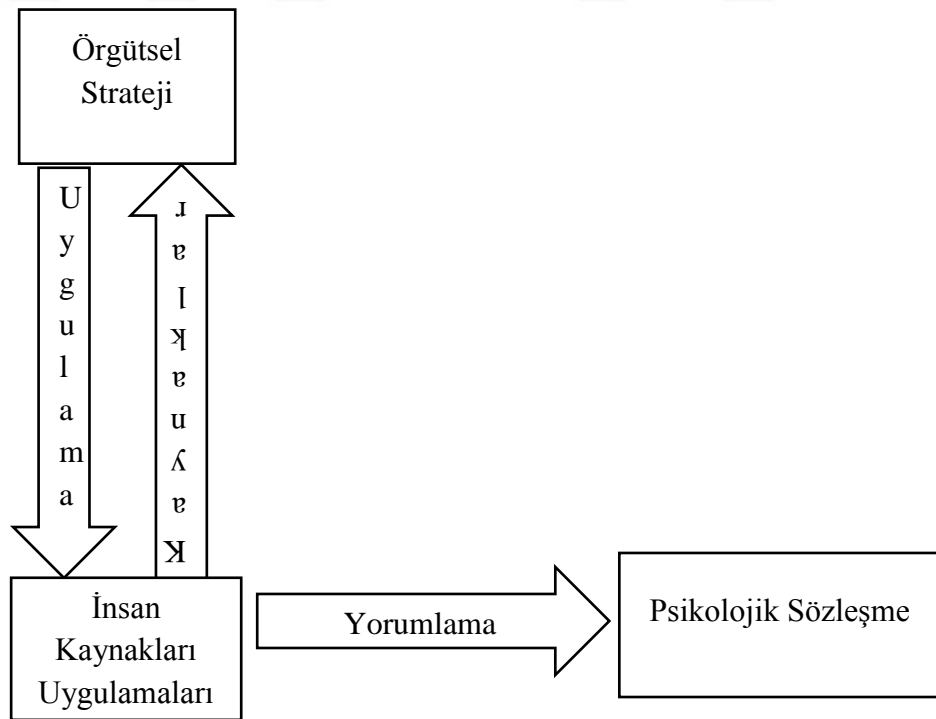 Örgütsel
Strateji
Uygulama
Kaynaklar
İnsan
Kaynakları
Uygulamaları
Yorumlama
Psikolojik Sözleşme